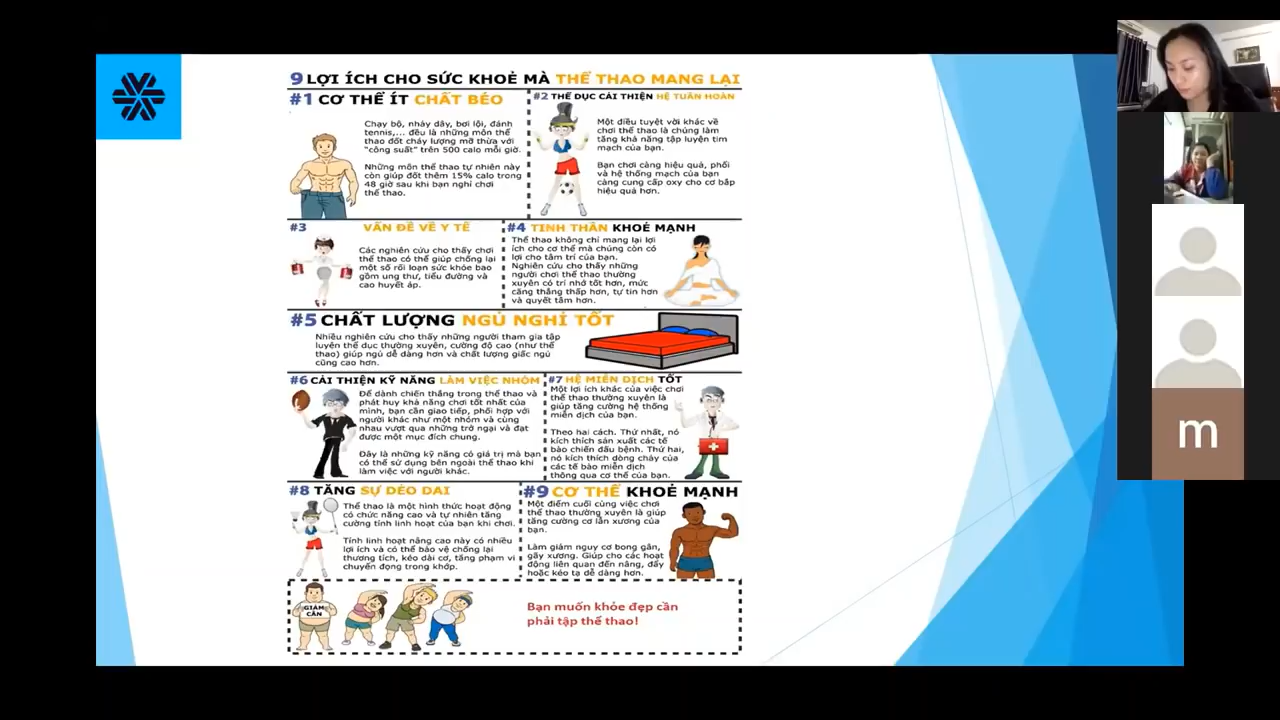 9 LỢI ÍCH CHO SỨC KHOẺ MÀ THỂ THAO MANG LẠI
#1 CƠ THỂ ÍT CHẤT BÉO
Chạy bộ, nhảy dây, bơi lội, đánh
tennis,... đều là những môn thể
thao đốt cháy lượng mỡ thừa với
"công suất" trên 500 calo mỗi giờ.
Những môn thể thao tự nhiên này
còn giúp đốt thêm 15% calo trong
48 giờ sau khi bạn nghỉ chơi
thể thao.
#2 THỂ DỤC CẢI THIỆN HỆ TUẦN HOÀN
Một điều tuyệt vời khác về
chơi thể thao là chúng làm
tăng khả năng tập luyện tim
mạch của bạn.
Bạn chơi càng hiệu quả, phổi
và hệ thống mạch của bạn
càng cung cấp oxy cho cơ bắp
hiệu quả hơn.
#3 VẤN ĐỀ VỀ Y TẾ
Các nghiên cứu cho thấy chơi
thể thao có thể giúp chống lại
một số rối loạn sức khỏe bao
gồm ung thư, tiểu đường và
cao huyết áp.
#4 TINH THẦN KHOẺ MẠNH
Thể thao không chỉ mang lại lợi
ích cho cơ thể mà chúng còn có
lợi cho tâm trí của bạn.
Nghiên cứu cho thấy những
người chơi thể thao thường
xuyên có trí nhớ tốt hơn, mức
căng thẳng thấp hơn, tự tin hơn
và quyết tâm hơn.
#5 CHẤT LƯỢNG NGỦ NGHỈ TỐT
Nhiều nghiên cứu cho thấy những người tham gia tập
luyện thể dục thường xuyên, cường độ cao (như thể
thao) giúp ngủ dễ dàng hơn và chất lượng giấc ngủ
cũng cao hơn.
#6 CẢI THIỆN KỸ NĂNG LÀM VIỆC NHÓM
Để dành chiến thắng trong thể thao và
phát huy khả năng chơi tốt nhất của
mình, bạn cần giao tiếp, phối hợp với
người khác như một nhóm và cùng
nhau vượt qua những trở ngại và đạt
được một mục đích chung.
Đây là những kỹ năng có giá trị mà bạn
có thể sử dụng bên ngoài thể thao khi
làm việc với người khác.
#7 HỆ MIỄN DỊCH TỐT
Một lợi ích khác của việc chơi
thể thao thường xuyên là
giúp tăng cường hệ thống
miễn dịch của bạn.
Theo hai cách. Thứ nhất, nó
kích thích sản xuất các tế
bào chiến đấu bệnh. Thứ hai,
nó kích thích dòng chảy của
các tế bào miễn dịch
thông qua cơ thể của bạn.
#8 TĂNG SỰ DẺO DAI
Thể thao là một hình thức hoạt động
có chức năng cao và tự nhiên tăng
cường tính linh hoạt của bạn khi chơi.
Tính linh hoạt nâng cao này có nhiều
lợi ích và có thể bảo vệ chống lại
thương tích, kéo dài cơ, tăng phạm vi
chuyển đọng trong khớp.
#9 CƠ THỂ KHOẺ MẠNH
Một điểm cuối cùng việc chơi
thể thao thường xuyên là giúp
tăng cường cơ lẫn xương của
bạn.
Làm giảm nguy cơ bong gân,
gãy xương. Giúp cho các hoạt
động liên quan đến nâng, đẩy
hoặc kéo tạ dễ dàng hơn.
GIẢM
CÂN
Bạn muốn khỏe đẹp cần
phải tập thể thao!
m